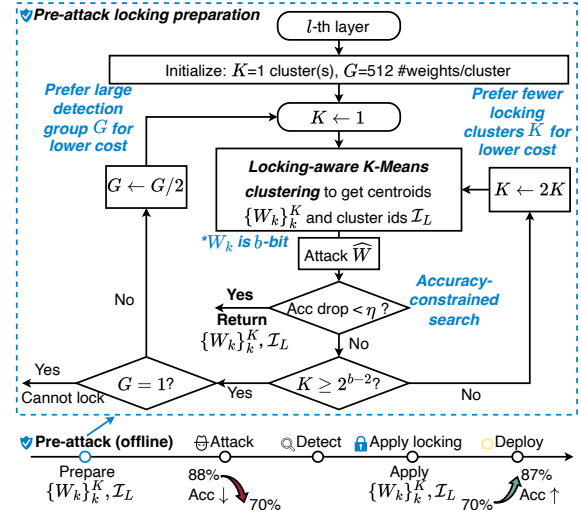 Pre-attack locking preparation
l-th layer
Initialize: K=1 cluster(s), G=512 #weights/cluster
Prefer large
detection
group G for
lower cost
K ← 1
Prefer fewer
locking
clusters K for
lower cost
Locking-aware K-Means
clustering to get centroids
{W_k}_k^K and cluster ids I_L
G ← G/2
K ← 2K
*W_k is b-bit
Attack Ŵ
Accuracy-
constrained
search
Yes
Return
{W_k}_k^K, I_L
Acc drop < η ?
No
No
K ≥ 2^{b-2}?
Yes
No
G = 1?
Yes
Cannot lock
Pre-attack (offline)
Attack
Detect
Apply locking
Deploy
Prepare
{W_k}_k^K, I_L
88%
Acc ↓
70%
Apply
{W_k}_k^K, I_L
70%
87%
Acc ↑